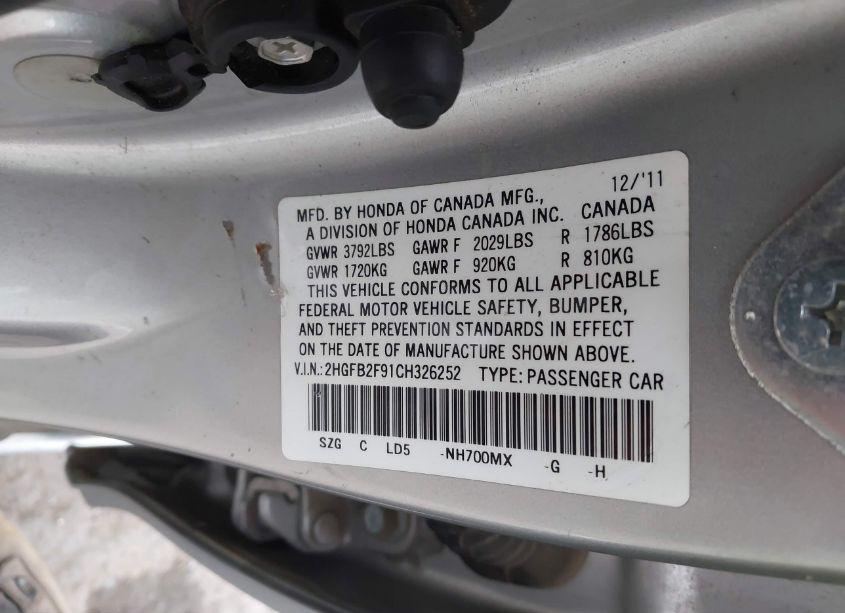 12/'11
MFD. BY HONDA OF CANADA MFG.,
A DIVISION OF HONDA CANADA INC. CANADA
GVWR 3792LBS GAWR F 2029LBS R 1786LBS
GVWR 1720KG GAWR F 920KG R 810KG
THIS VEHICLE CONFORMS TO ALL APPLICABLE
FEDERAL MOTOR VEHICLE SAFETY, BUMPER,
AND THEFT PREVENTION STANDARDS IN EFFECT
ON THE DATE OF MANUFACTURE SHOWN ABOVE.
V.I.N.: 2HGFB2F91CH326252 TYPE: PASSENGER CAR
SZG C LD5 -NH700MX -G -H